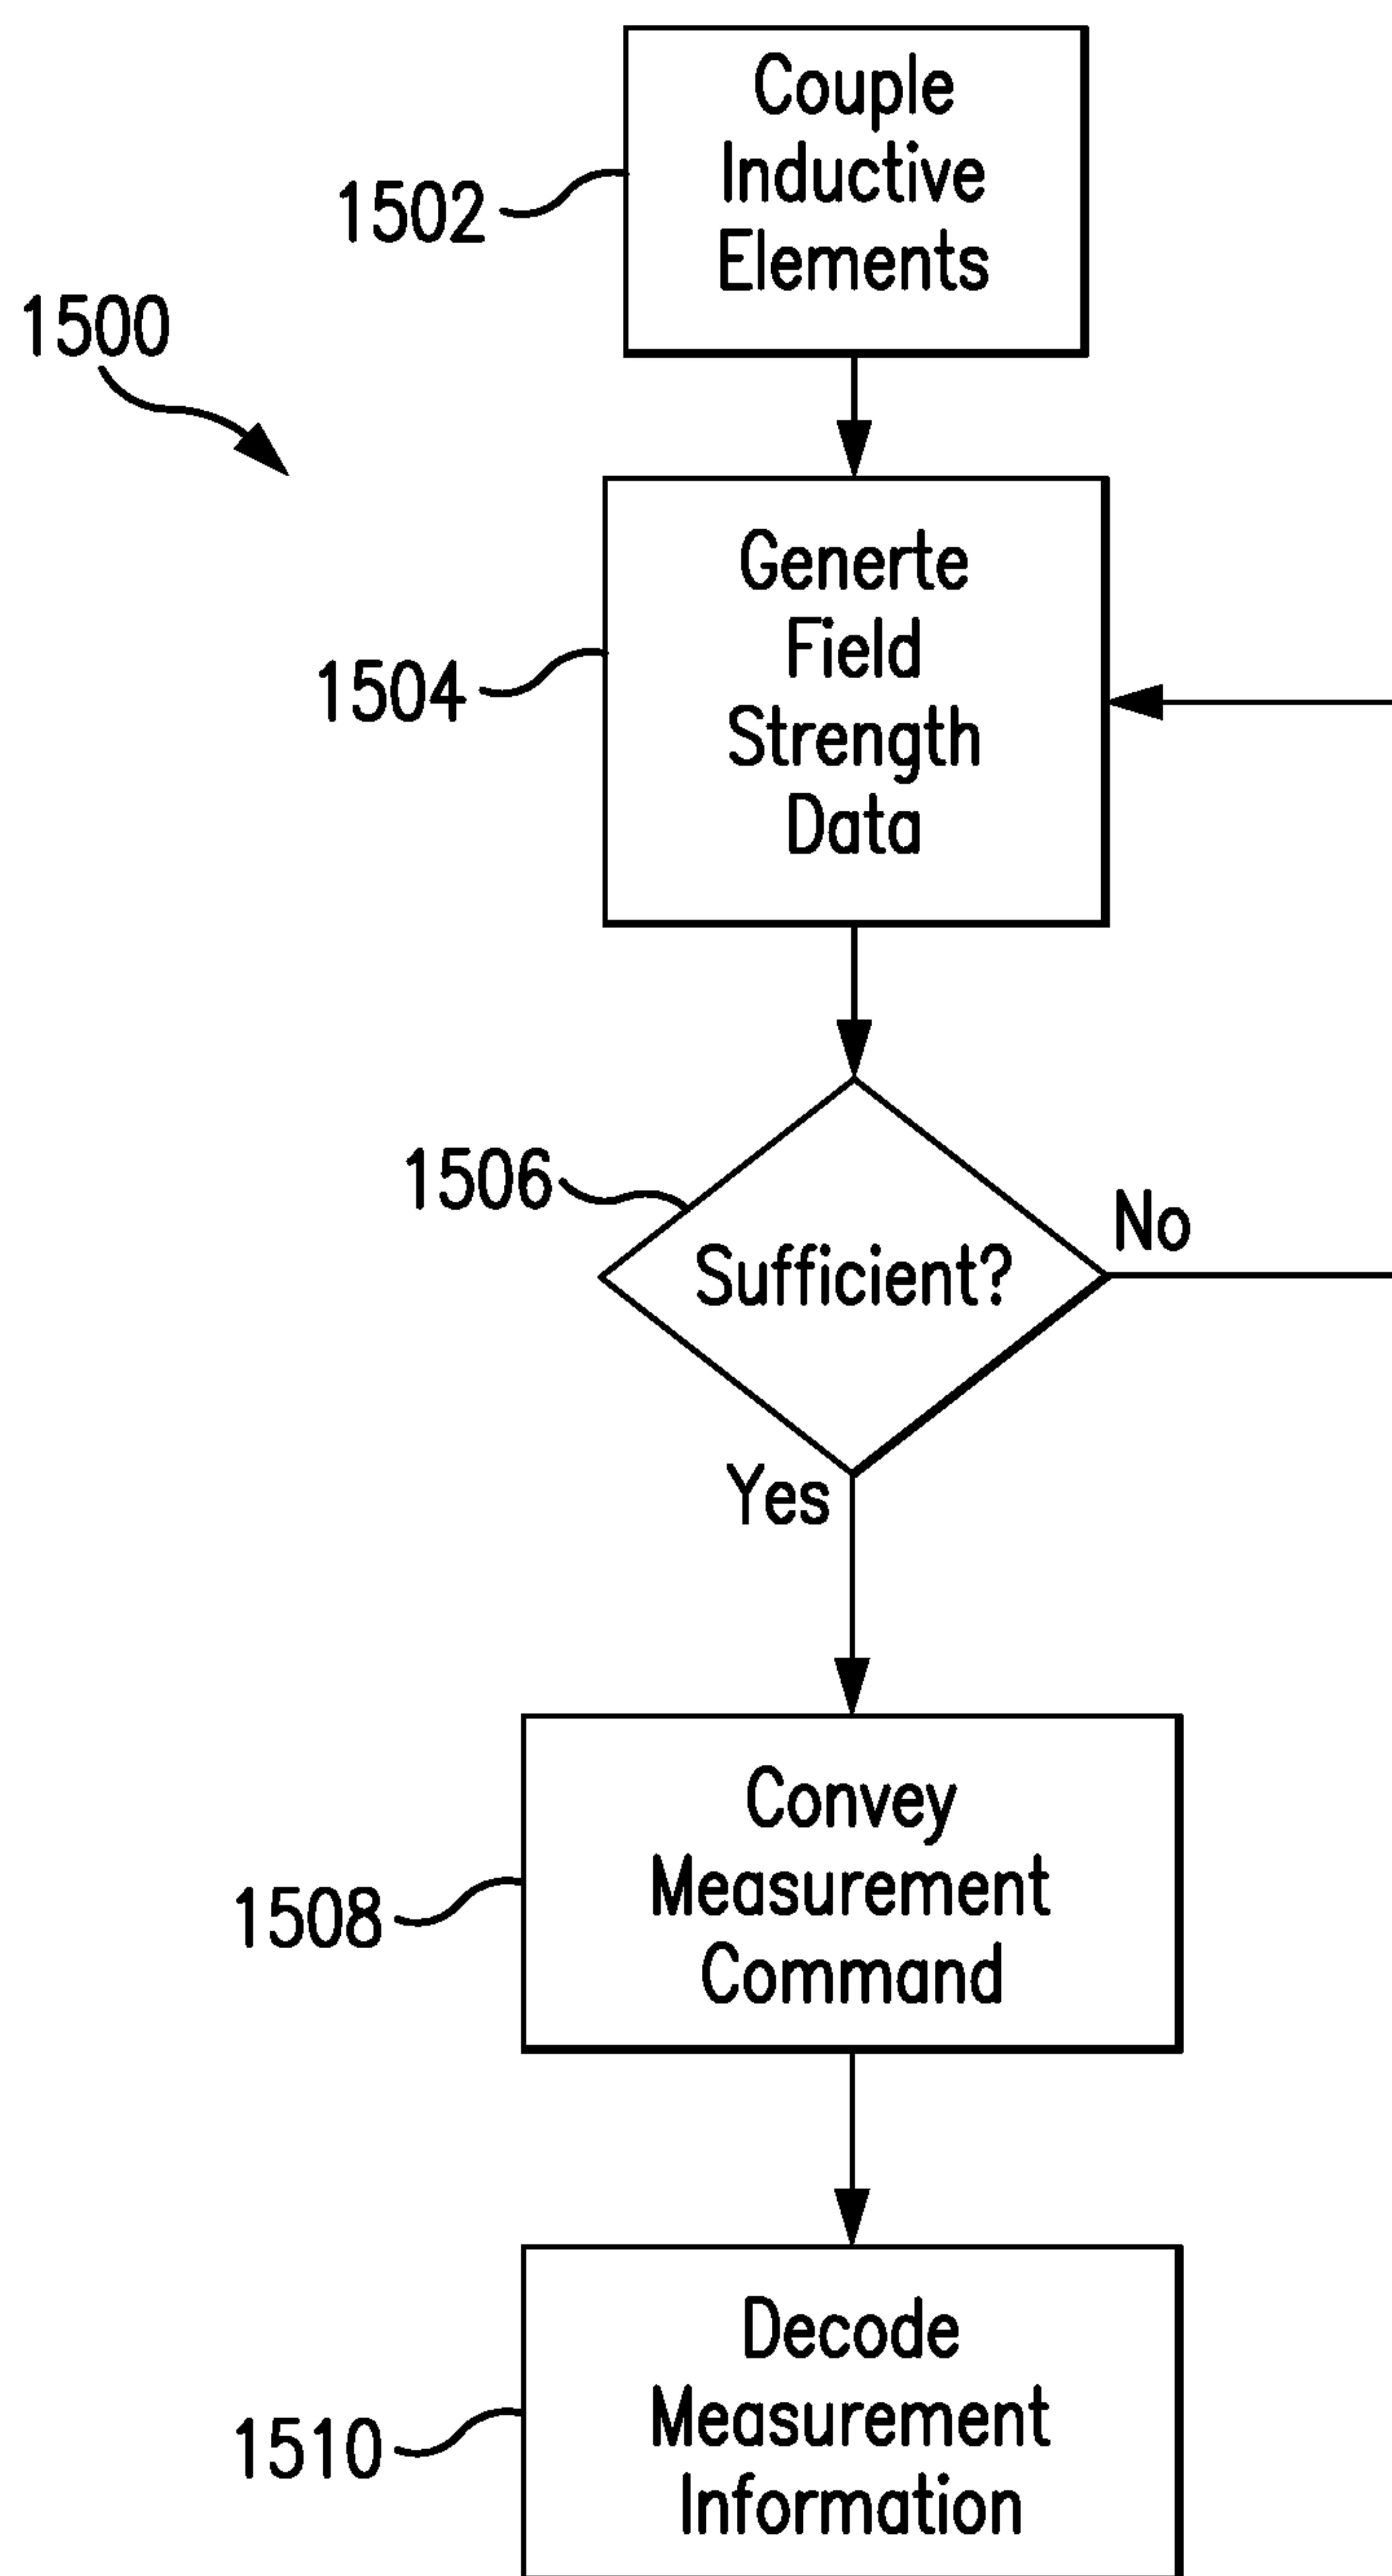 Couple
Inductive
Elements
1502
1500
Generte
Field
Strength
Data
1504
1506
Sufficient?
No
Yes
Convey
Measurement
Command
1508
Decode
Measurement
Information
1510